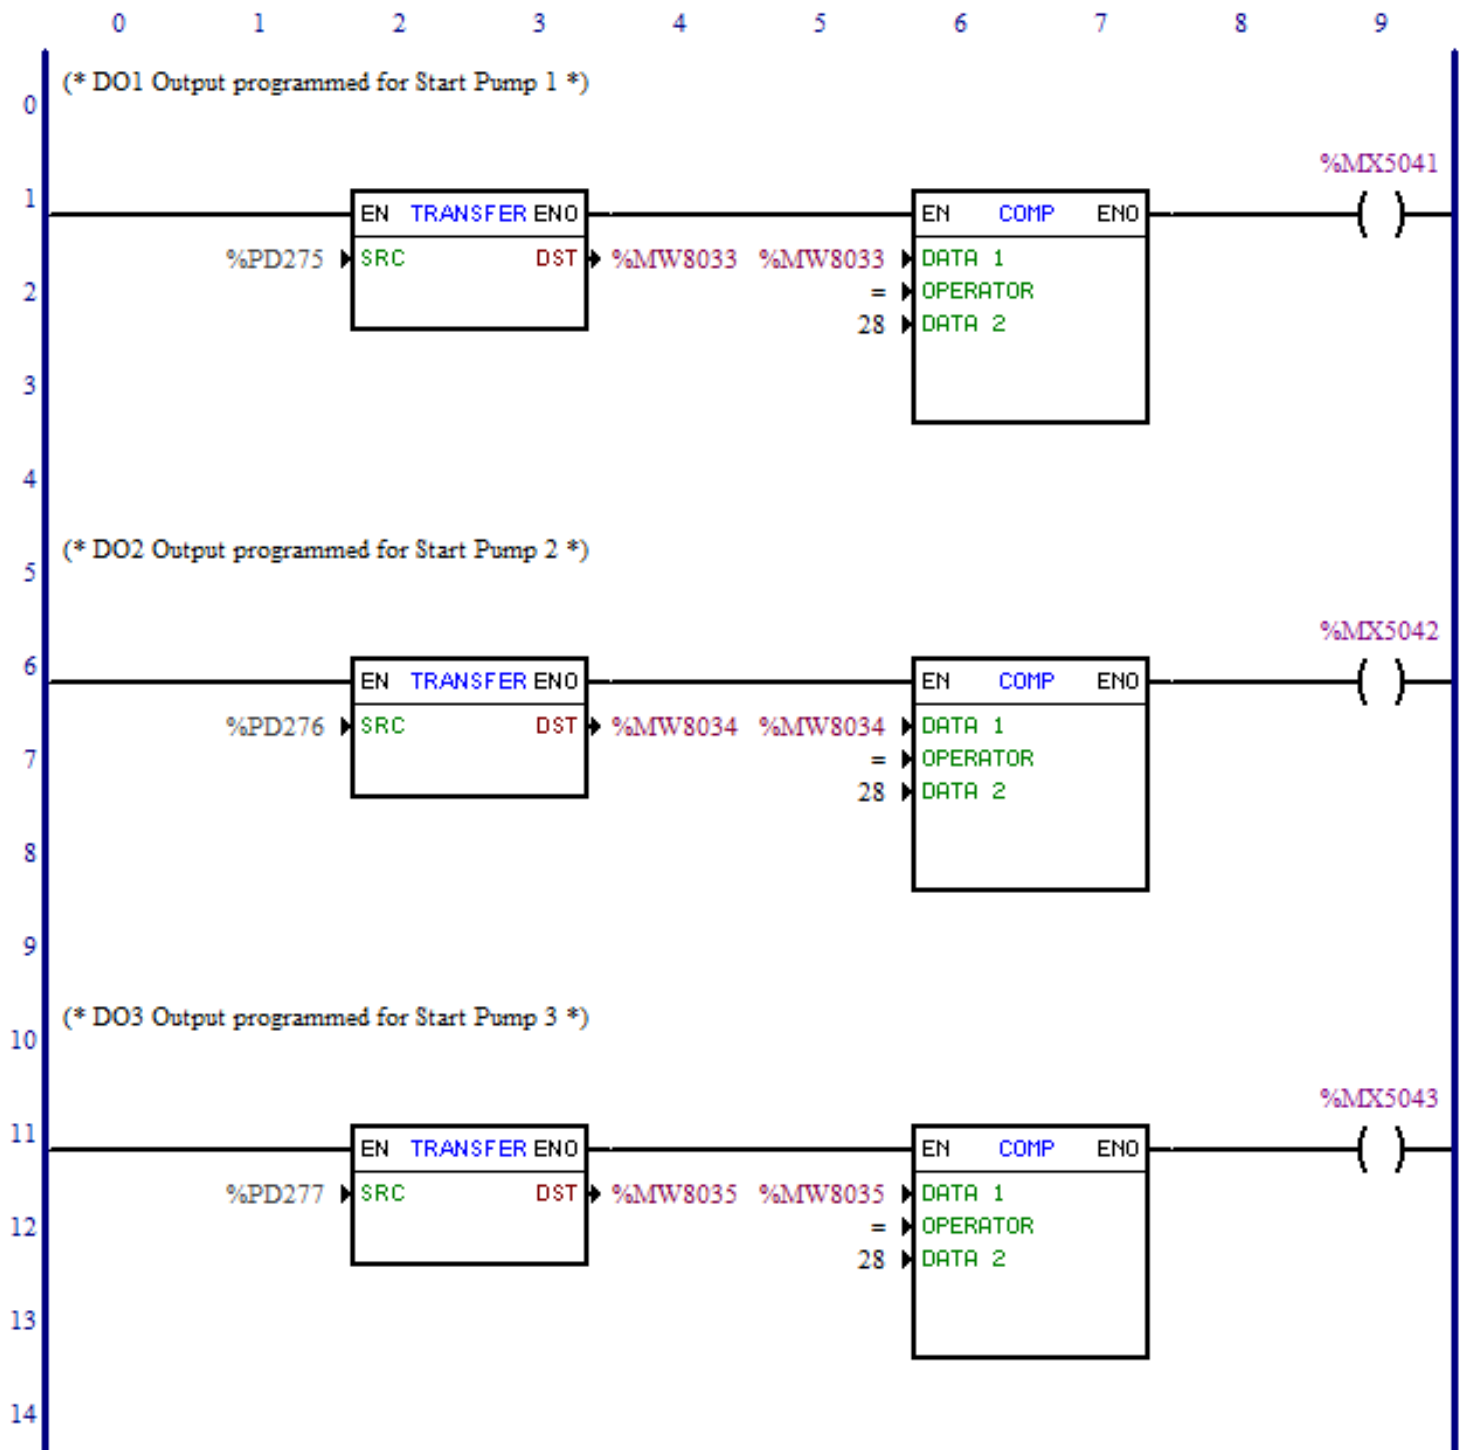 0 1 2 3 4 5 6 7 8 9
(* DO1 Output programmed for Start Pump 1 *)
0
%MX5041
1
EN TRANSFER ENO EN COMP ENO ( )
%PD275 SRC DST %MW8033 %MW8033 DATA 1
2
= OPERATOR
28 DATA 2
3
4
(* DO2 Output programmed for Start Pump 2 *)
5
%MX5042
6
EN TRANSFER ENO EN COMP ENO ( )
%PD276 SRC DST %MW8034 %MW8034 DATA 1
7
= OPERATOR
28 DATA 2
8
9
(* DO3 Output programmed for Start Pump 3 *)
10
%MX5043
11
EN TRANSFER ENO EN COMP ENO ( )
%PD277 SRC DST %MW8035 %MW8035 DATA 1
12
= OPERATOR
28 DATA 2
13
14